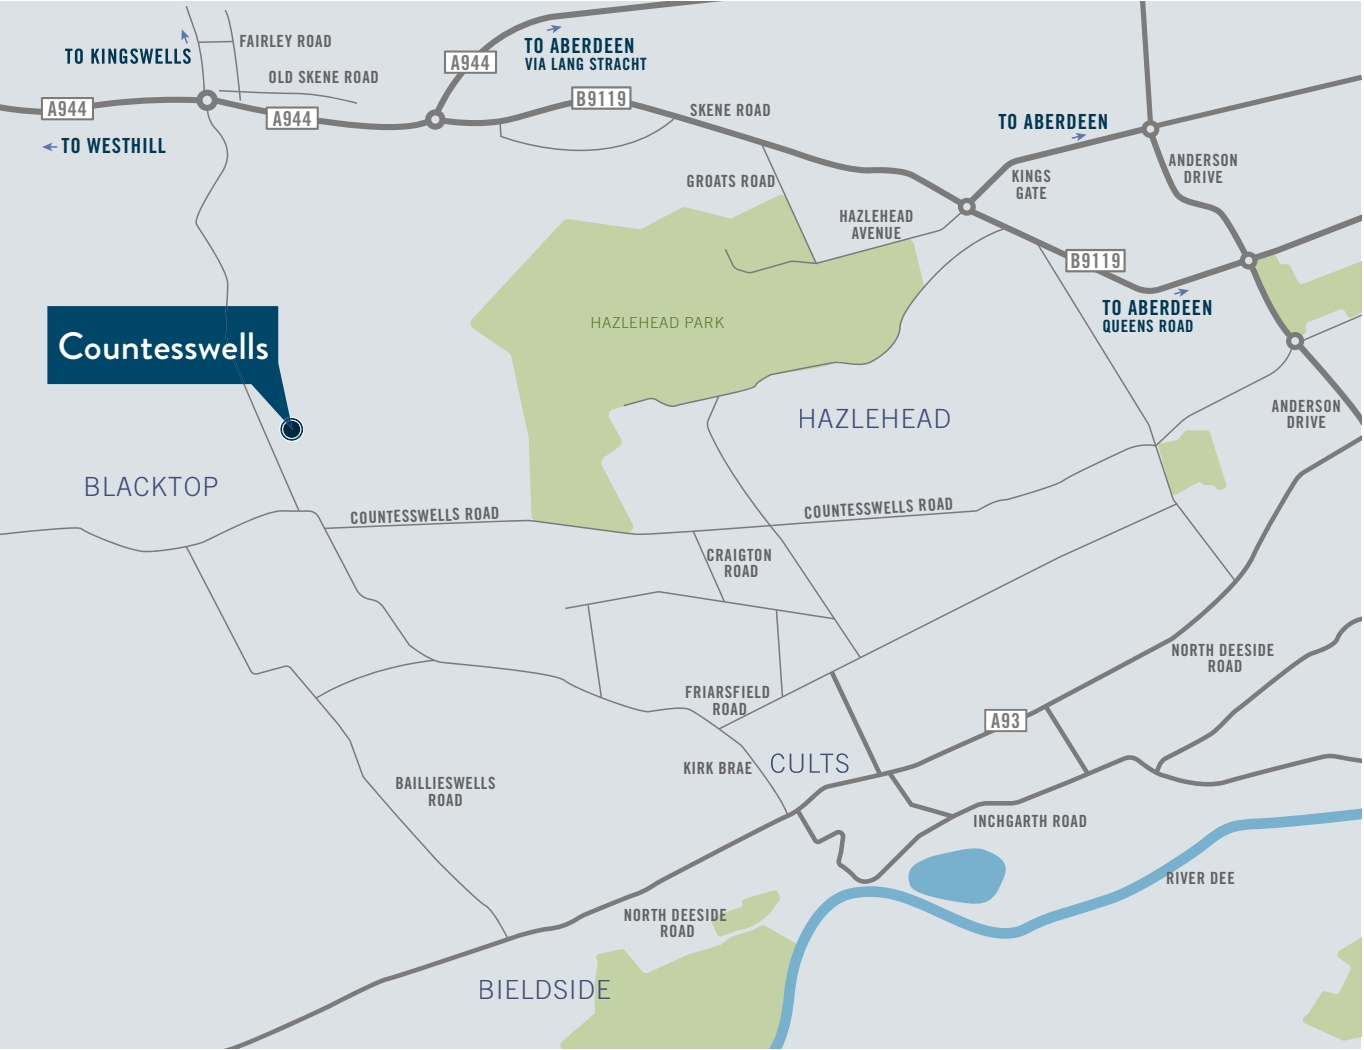 FAIRLEY ROAD
TO KINGSWELLS
TO ABERDEEN
VIA LANG STRACHT
A944
OLD SKENE ROAD
A944
A944
B9119
SKENE ROAD
TO WESTHILL
TO ABERDEEN
ANDERSON
DRIVE
KINGS
GATE
GROATS ROAD
HAZLEHEAD
AVENUE
B9119
TO ABERDEEN
QUEENS ROAD
HAZLEHEAD PARK
Countesswells
HAZLEHEAD
ANDERSON
DRIVE
BLACKTOP
COUNTESSWELLS ROAD
COUNTESSWELLS ROAD
CRAIGTON
ROAD
NORTH DEESIDE
ROAD
FRIARSFIELD
ROAD
A93
KIRK BRAE
CULTS
BAILLIESWELLS
ROAD
INCHGARTH ROAD
RIVER DEE
NORTH DEESIDE
ROAD
BIELDSIDE